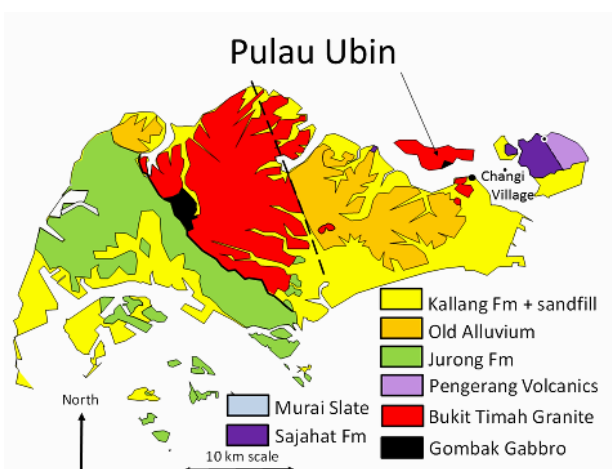 Pulau Ubin
Changi
Village
Kallang Fm + sandfill
Old Alluvium
Jurong Fm
Pengerang Volcanics
North
Murai Slate
Bukit Timah Granite
Sajahat Fm
Gombak Gabbro
10 km scale